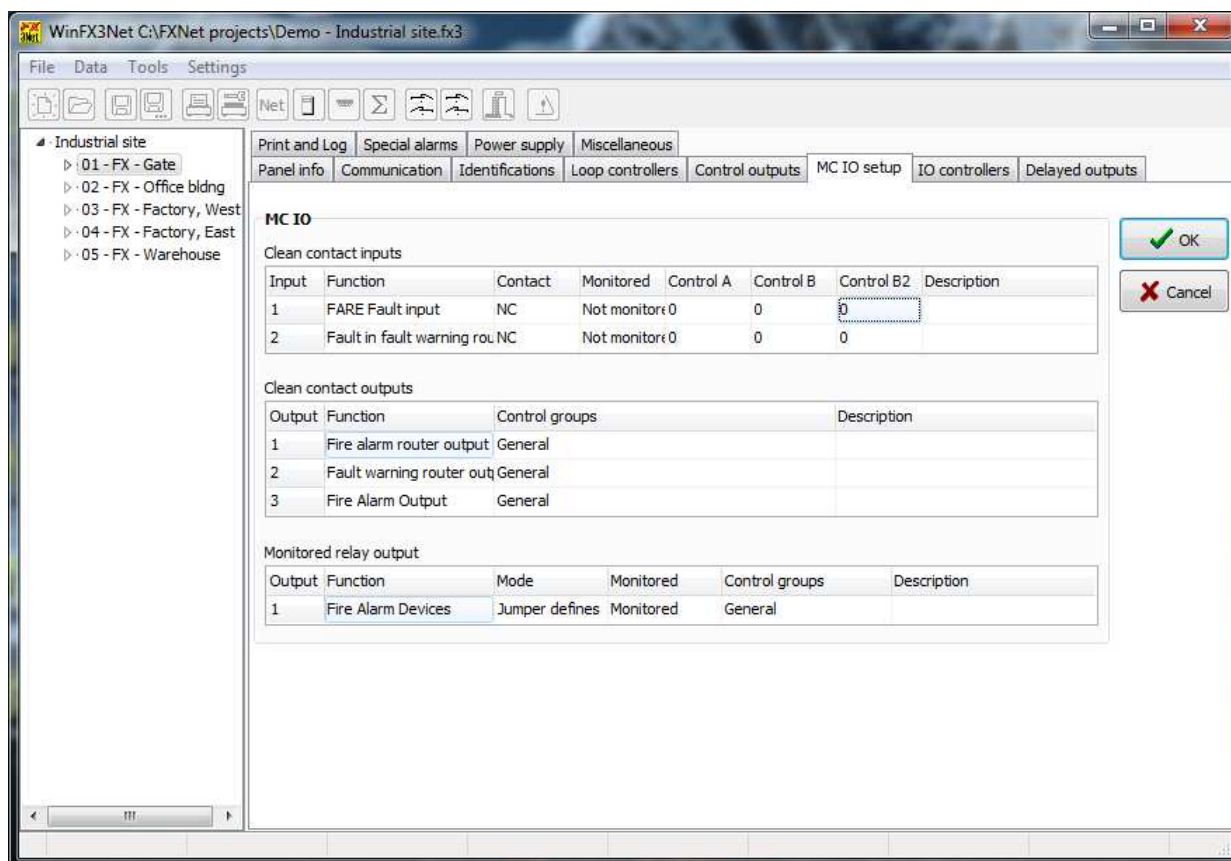 WinFX3Net C:\FXNet projects\Demo - Industrial site.fx3
File Data Tools Settings
Net Σ
Industrial site
01 - FX - Gate
02 - FX - Office bldng
03 - FX - Factory, West
04 - FX - Factory, East
05 - FX - Warehouse
Print and Log Special alarms Power supply Miscellaneous
Panel info Communication Identifications Loop controllers Control outputs MC IO setup IO controllers Delayed outputs
MC IO
Clean contact inputs
Input Function Contact Monitored Control A Control B Control B2 Description
1 FARE Fault input NC Not monitore 0 0 0
2 Fault in fault warning rou NC Not monitore 0 0 0
Clean contact outputs
Output Function Control groups Description
1 Fire alarm router output General
2 Fault warning router out General
3 Fire Alarm Output General
Monitored relay output
Output Function Mode Monitored Control groups Description
1 Fire Alarm Devices Jumper defines Monitored General
OK
Cancel